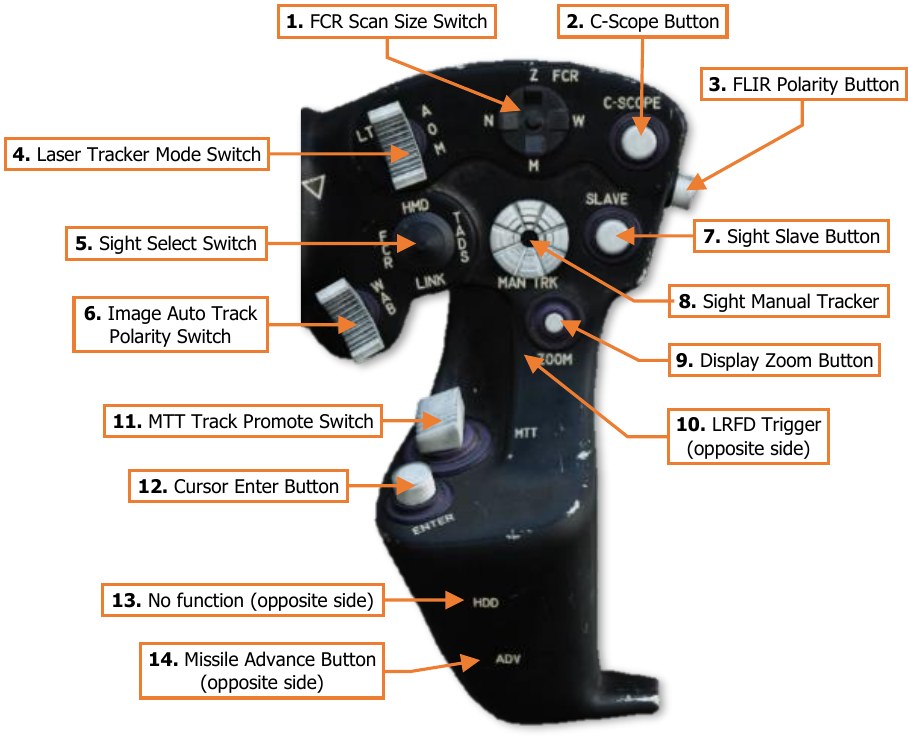 1. FCR Scan Size Switch
2. C-Scope Button
3. FLIR Polarity Button
Z FCR
C-SCOPE
A
O
M
LT
N
W
M
4. Laser Tracker Mode Switch
HMD
TADS
FCR
LINK
SLAVE
MAN TRK
5. Sight Select Switch
7. Sight Slave Button
WAB
6. Image Auto Track
Polarity Switch
8. Sight Manual Tracker
ZOOM
9. Display Zoom Button
11. MTT Track Promote Switch
MTT
10. LRFD Trigger
(opposite side)
12. Cursor Enter Button
ENTER
13. No function (opposite side)
HDD
14. Missile Advance Button
(opposite side)
ADV